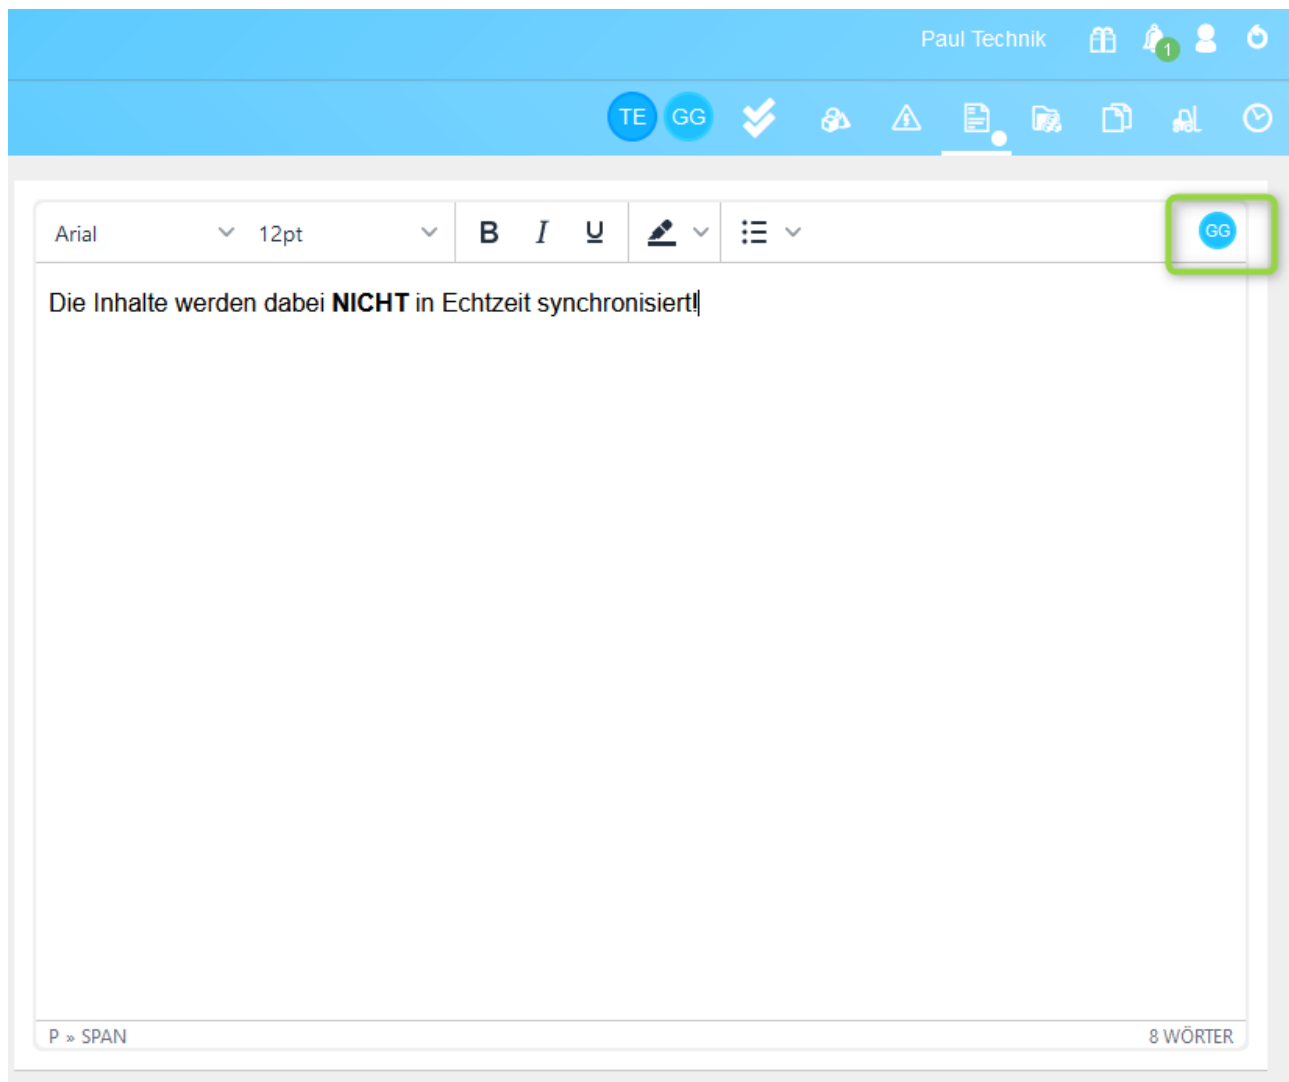 Paul Technik
1
TE GG
Arial 12pt B I U GG
Die Inhalte werden dabei NICHT in Echtzeit synchronisiert!
P » SPAN 8 WÖRTER